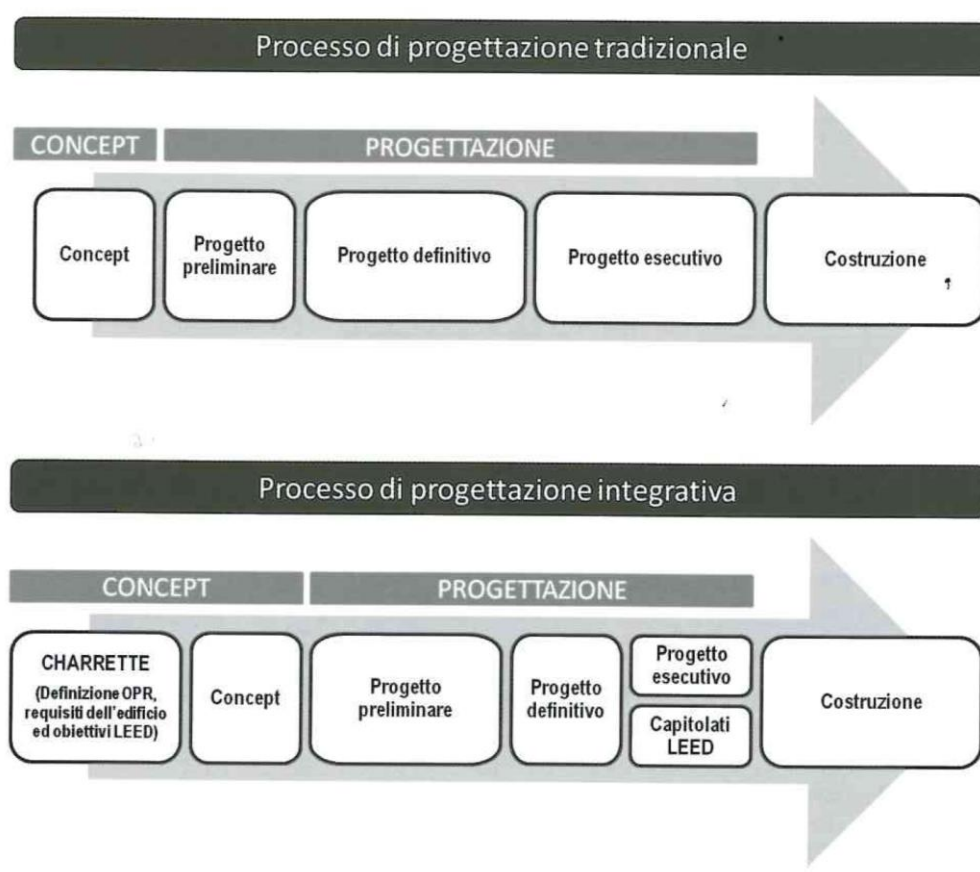 Processo di progettazione tradizionale
CONCEPT
PROGETTAZIONE
Concept
Progetto
preliminare
Progetto definitivo
Progetto esecutivo
Costruzione
Processo di progettazione integrativa
CONCEPT
PROGETTAZIONE
CHARRETTE
(Definizione OPR,
requisiti dell'edificio
ed obiettivi LEED)
Concept
Progetto
preliminare
Progetto
definitivo
Progetto
esecutivo
Capitolati
LEED
Costruzione